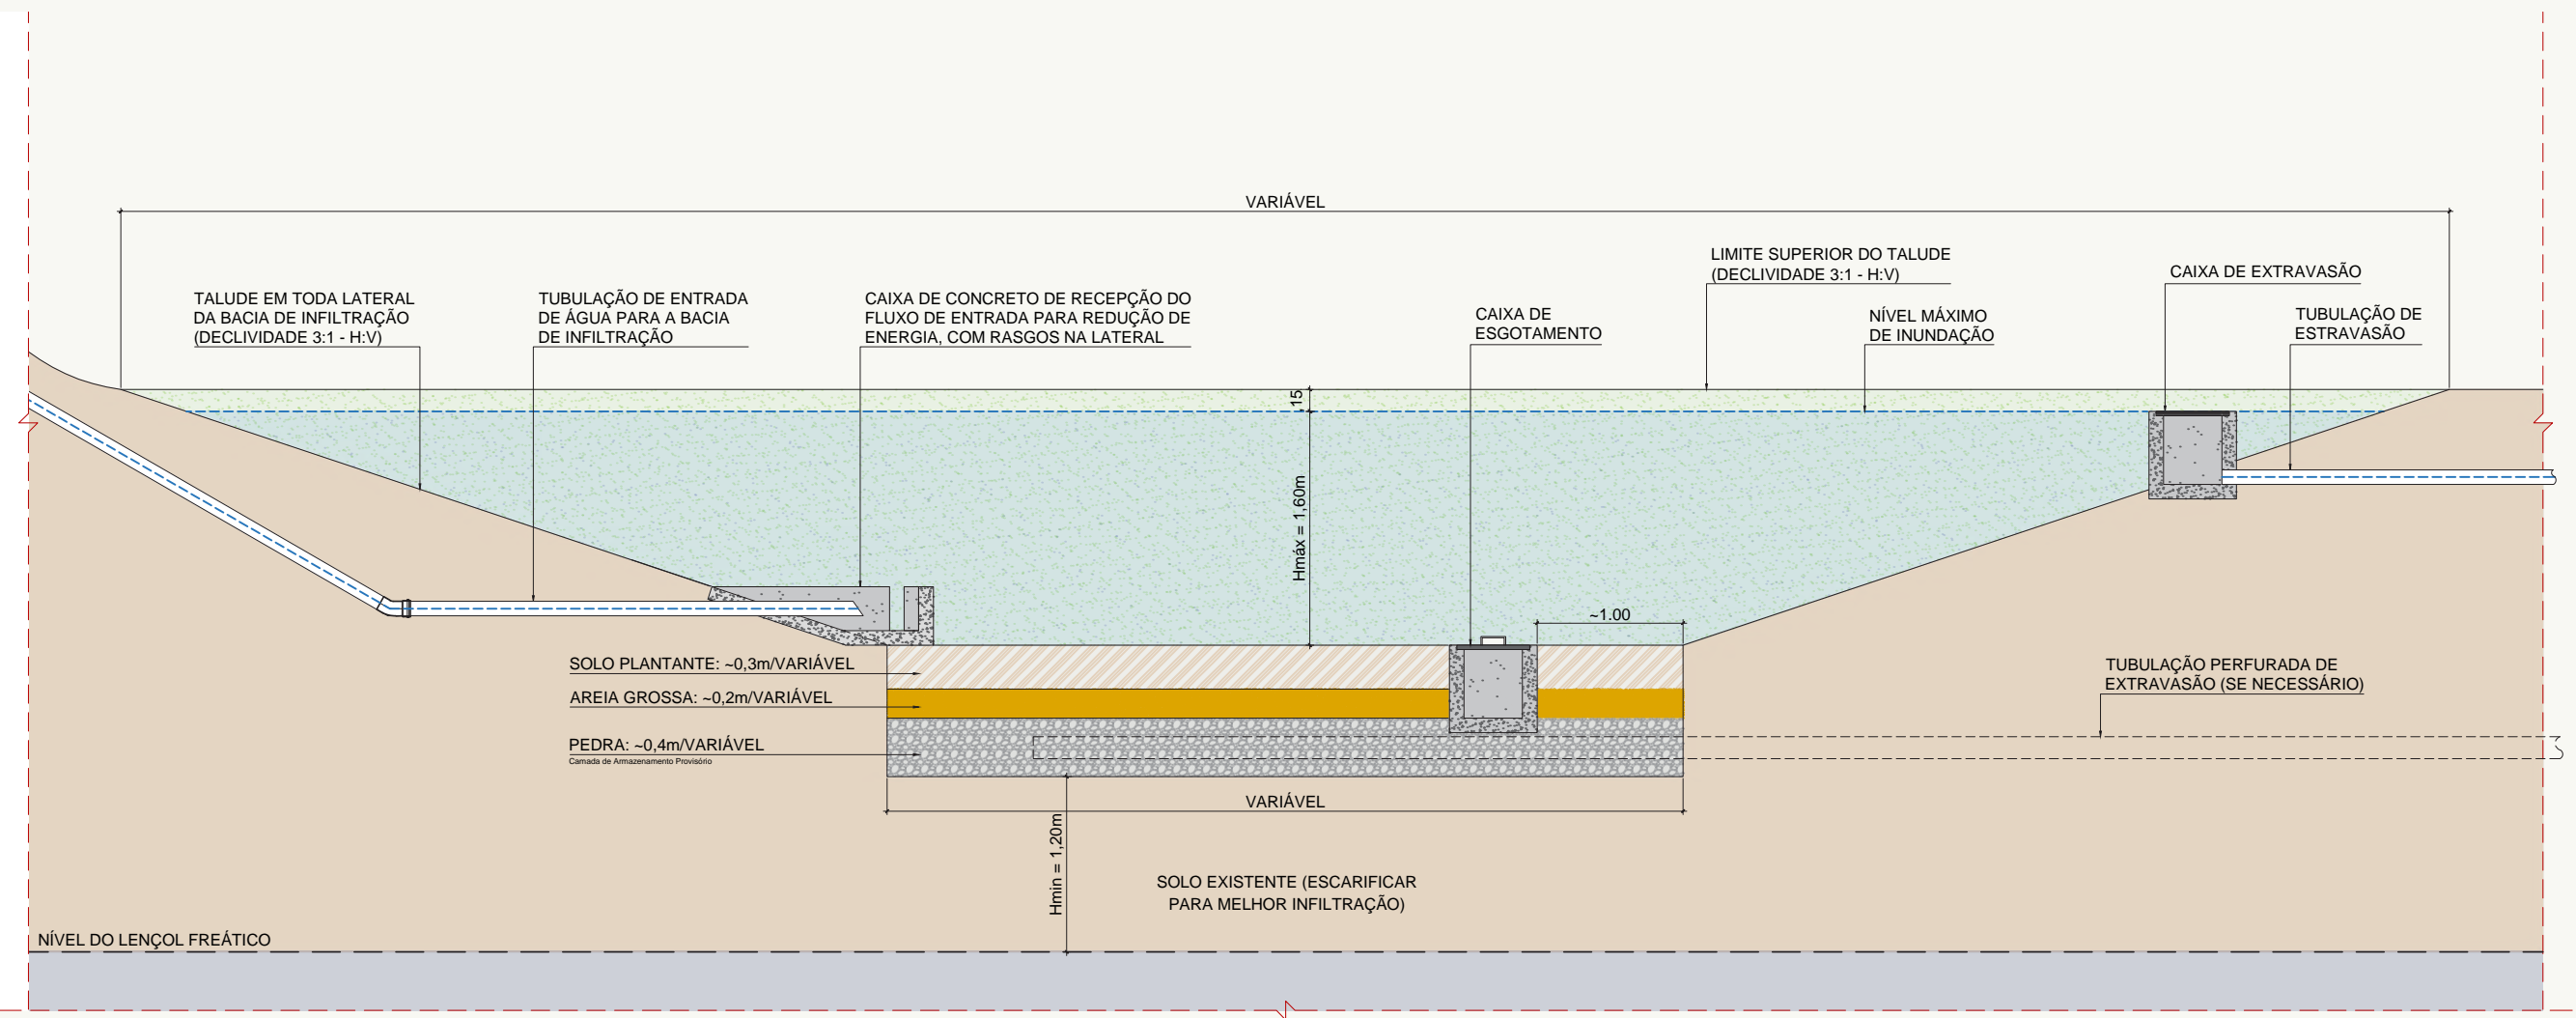 VARIÁVEL
TALUDE EM TODA LATERAL
DA BACIA DE INFILTRAÇÃO
(DECLIVIDADE 3:1 - H:V)
TUBULAÇÃO DE ENTRADA
DE ÁGUA PARA A BACIA
DE INFILTRAÇÃO
CAIXA DE CONCRETO DE RECEPÇÃO DO
FLUXO DE ENTRADA PARA REDUÇÃO DE
ENERGIA, COM RASGOS NA LATERAL
CAIXA DE
ESGOTAMENTO
LIMITE SUPERIOR DO TALUDE
(DECLIVIDADE 3:1 - H:V)
NÍVEL MÁXIMO
DE INUNDAÇÃO
CAIXA DE EXTRAVASÃO
TUBULAÇÃO DE
ESTRAVASÃO
,15
Hmáx = 1,60m
~1.00
SOLO PLANTANTE: ~0,3m/VARIÁVEL
AREIA GROSSA: ~0,2m/VARIÁVEL
PEDRA: ~0,4m/VARIÁVEL
Camada de Armazenamento Provisório
TUBULAÇÃO PERFURADA DE
EXTRAVASÃO (SE NECESSÁRIO)
VARIÁVEL
Hmin = 1,20m
SOLO EXISTENTE (ESCARIFICAR
PARA MELHOR INFILTRAÇÃO)
NÍVEL DO LENÇOL FREÁTICO